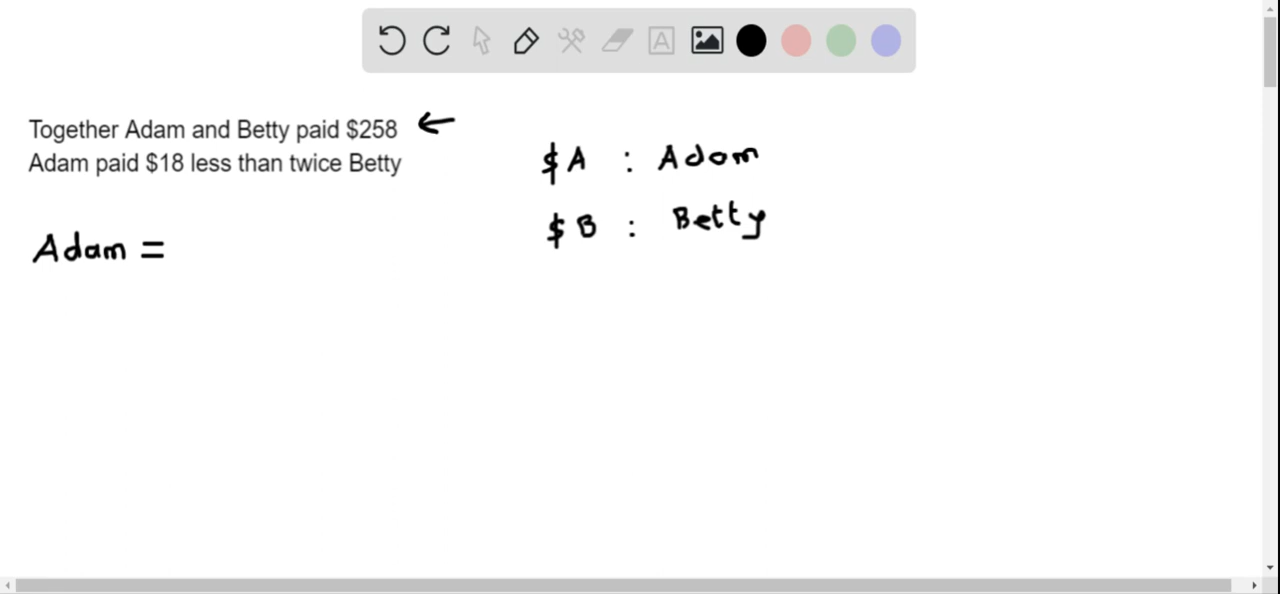 Together Adam and Betty paid $258
Adam paid $18 less than twice Betty
$A : Adam
$B : Betty
Adam =